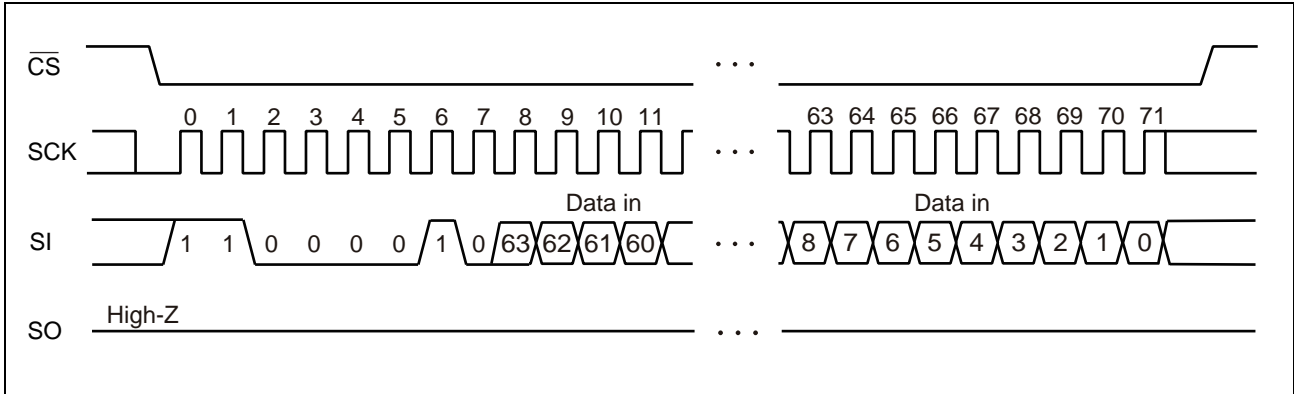 CS
0 1 2 3 4 5 6 7 8 9 10 11 63 64 65 66 67 68 69 70 71
SCK . . . 
Data in Data in
SI 1 1 0 0 0 0 1 0 63 62 61 60 . . . 8 7 6 5 4 3 2 1 0
High-Z
SO . . .